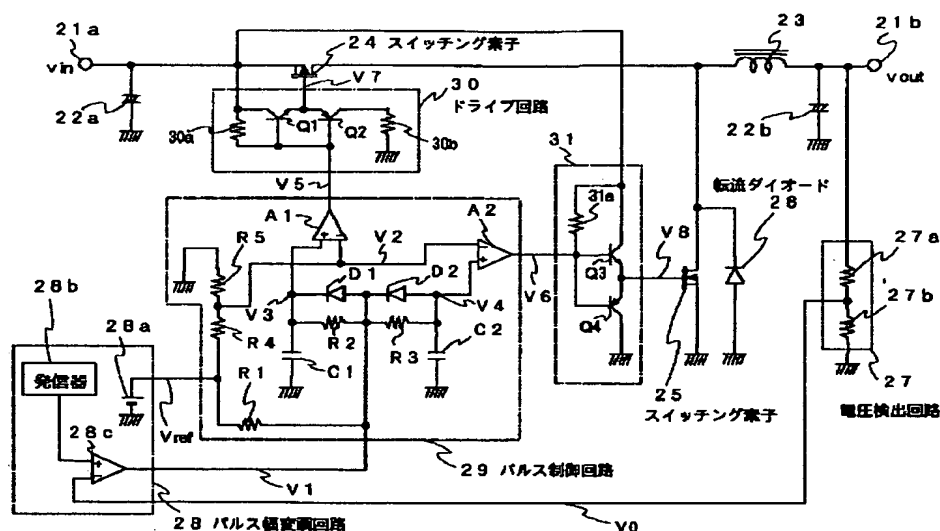 21a
vin
22a
24 スイッチング素子
V7
30
ドライブ回路
30a
Q1
Q2
30b
23
21b
vout
22b
31
31a
転流ダイオード
28
V5
A1
A2
V2
R5
D1
D2
V3
V4
V6
Q3
Q4
V8
27a
27b
27
電圧検出回路
25
スイッチング素子
R4
R2
R3
C2
C1
R1
28b
28a
発信器
28c
Vref
29 パルス制御回路
V1
28 パルス幅変調回路
V0